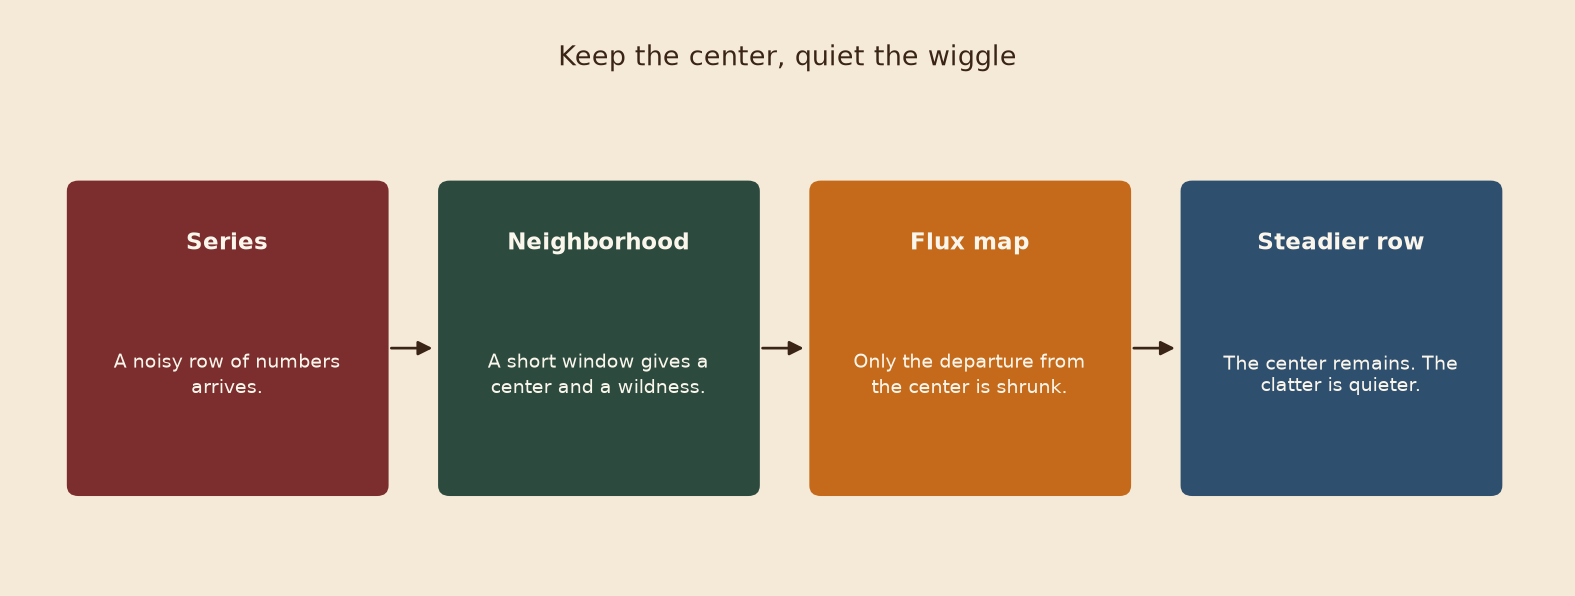 Keep the center, quiet the wiggle
Series
A noisy row of numbers
arrives.
Neighborhood
A short window gives a
center and a wildness.
Flux map
Only the departure from
the center is shrunk.
Steadier row
The center remains. The
clatter is quieter.